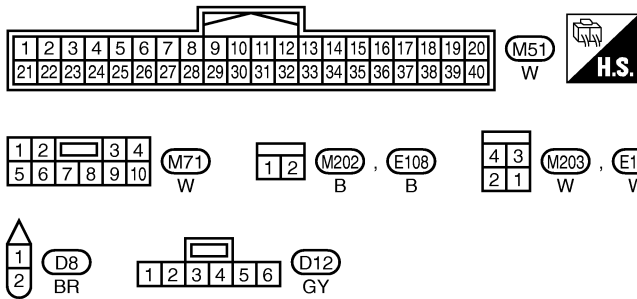 1 2 3 4 5 6 7 8 9 10 11 12 13 14 15 16 17 18 19 20
21 22 23 24 25 26 27 28 29 30 31 32 33 34 35 36 37 38 39 40
M51
W
H.S.
1 2 3 4
5 6 7 8 9 10
M71
W
1 2
M202 , E108
B B
4 3
2 1
M203 ,
W
1
2
D8
BR
1 2 3 4 5 6
D12
GY